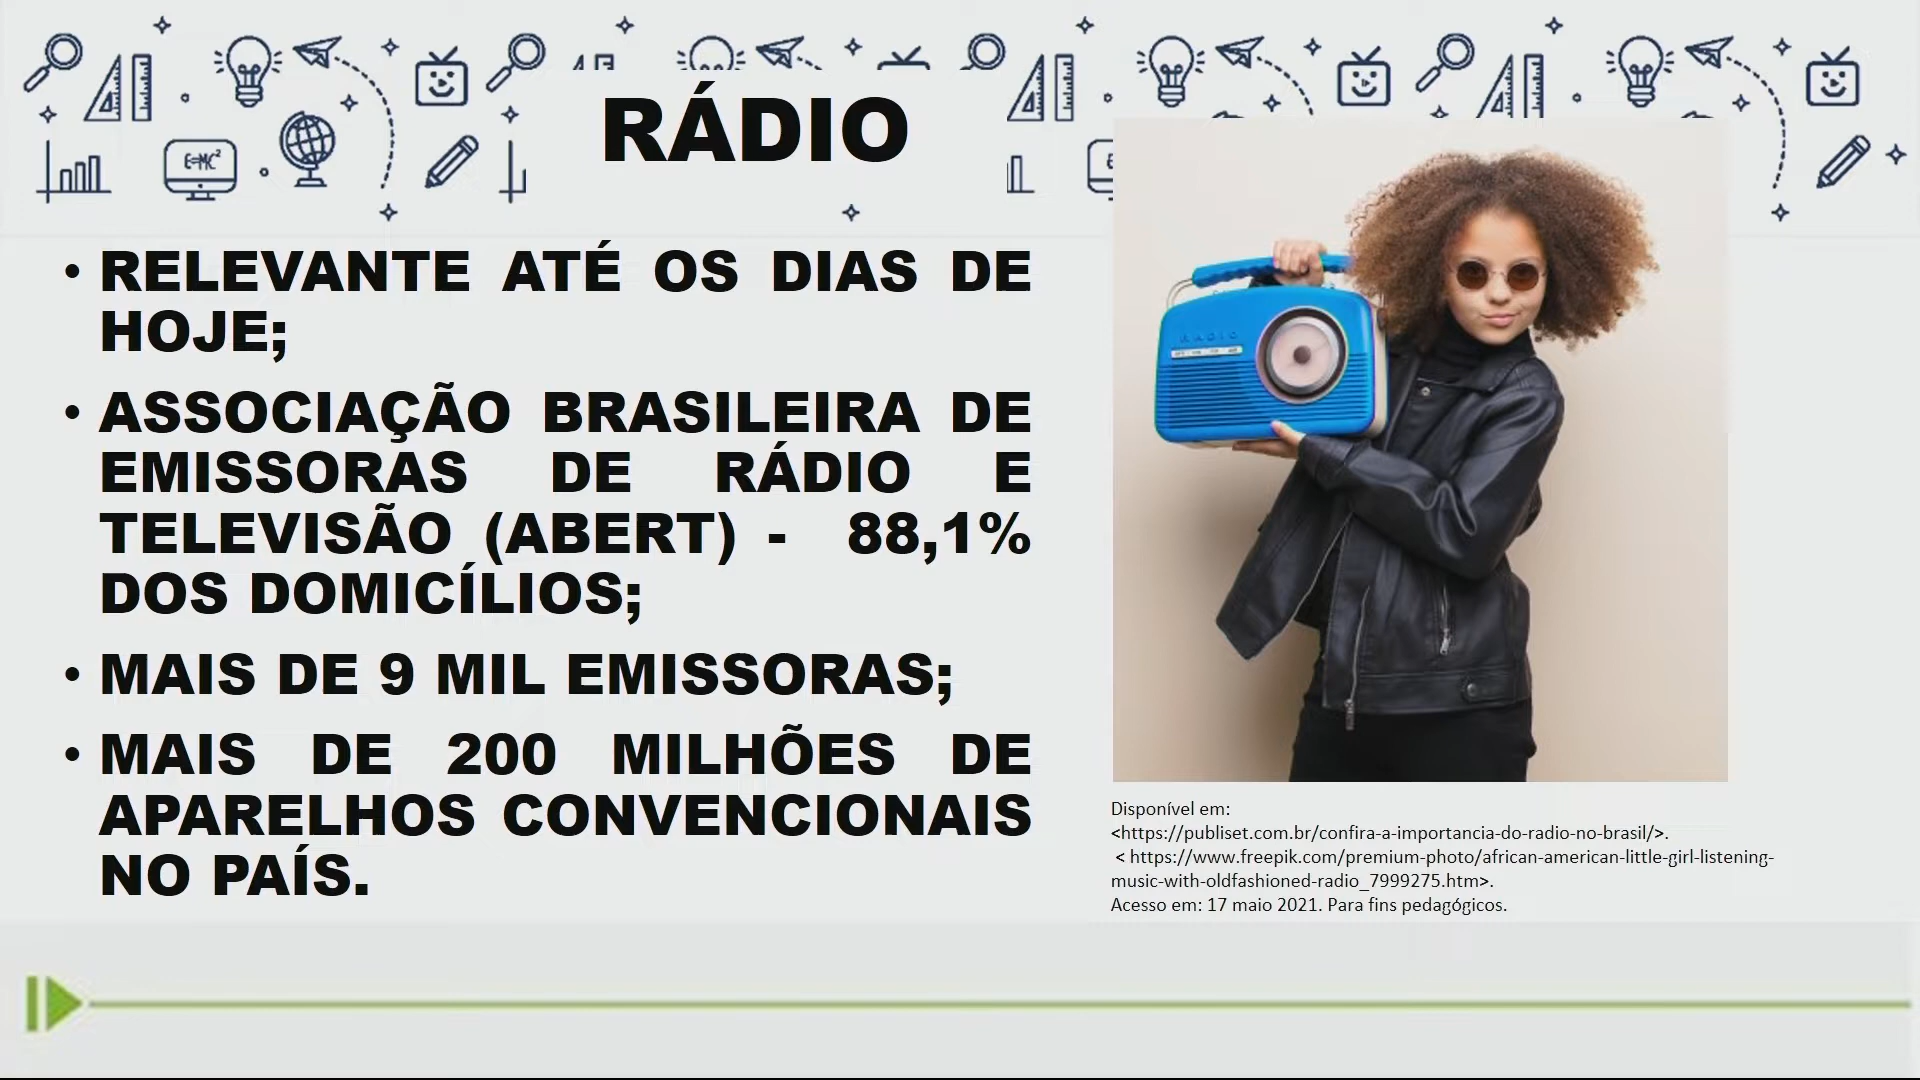 E=MC²
RÁDIO
• RELEVANTE ATÉ OS DIAS DE
HOJE;
• ASSOCIAÇÃO BRASILEIRA DE
EMISSORAS DE RÁDIO E
TELEVISÃO (ABERT) - 88,1%
DOS DOMICÍLIOS;
• MAIS DE 9 MIL EMISSORAS;
• MAIS DE 200 MILHÕES DE
APARELHOS CONVENCIONAIS
NO PAÍS.
RADIO
Disponível em:
<https://publiset.com.br/confira-a-importancia-do-radio-no-brasil/>.
< https://www.freepik.com/premium-photo/african-american-little-girl-listening-
music-with-oldfashioned-radio_7999275.htm>.
Acesso em: 17 maio 2021. Para fins pedagógicos.